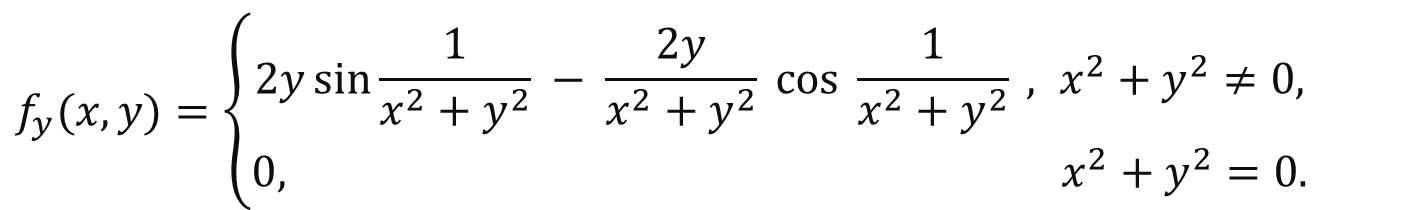 f_y(x, y) = { 2y sin 1/(x² + y²) − 2y/(x² + y²) cos 1/(x² + y²) , x² + y² ≠ 0,
0, x² + y² = 0.